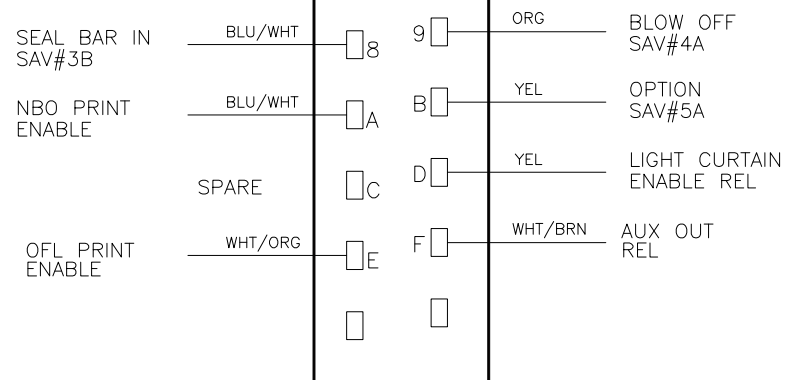 SEAL BAR IN
SAV#3B
BLU/WHT
8
9
ORG
BLOW OFF
SAV#4A
NBO PRINT
ENABLE
BLU/WHT
A
B
YEL
OPTION
SAV#5A
SPARE
C
D
YEL
LIGHT CURTAIN
ENABLE REL
OFL PRINT
ENABLE
WHT/ORG
E
F
WHT/BRN
AUX OUT
REL